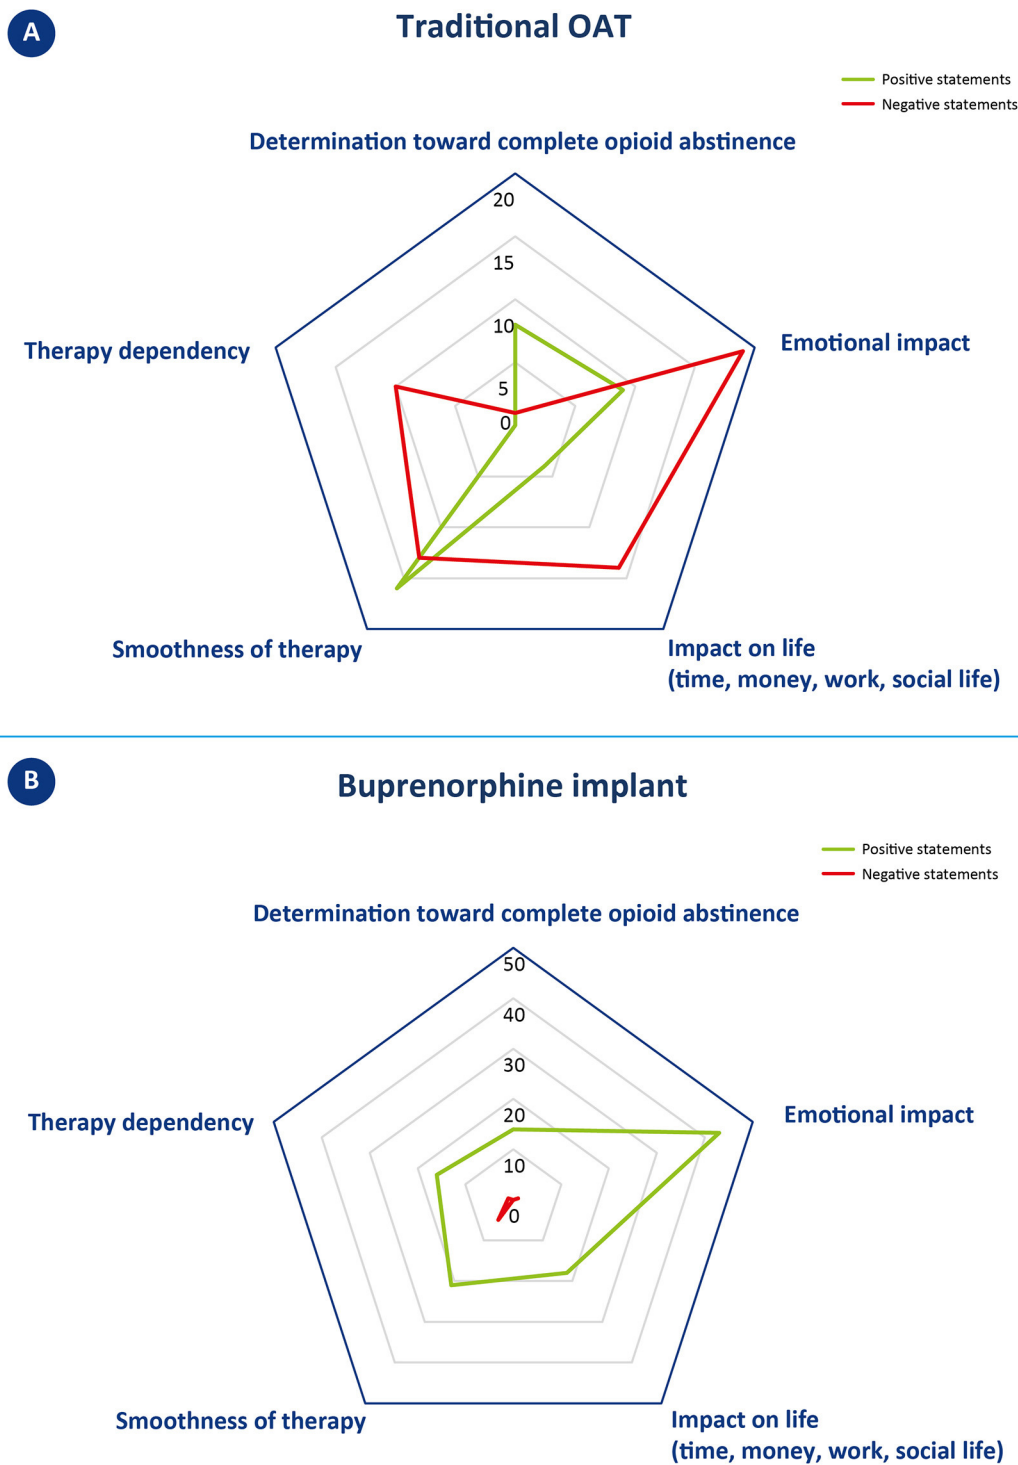 A
Traditional OAT
Positive statements
Negative statements
Determination toward complete opioid abstinence
20
15
10
5
0
Therapy dependency
Emotional impact
Smoothness of therapy
Impact on life
(time, money, work, social life)
B
Buprenorphine implant
Positive statements
Negative statements
Determination toward complete opioid abstinence
50
40
30
20
10
0
Therapy dependency
Emotional impact
Smoothness of therapy
Impact on life
(time, money, work, social life)